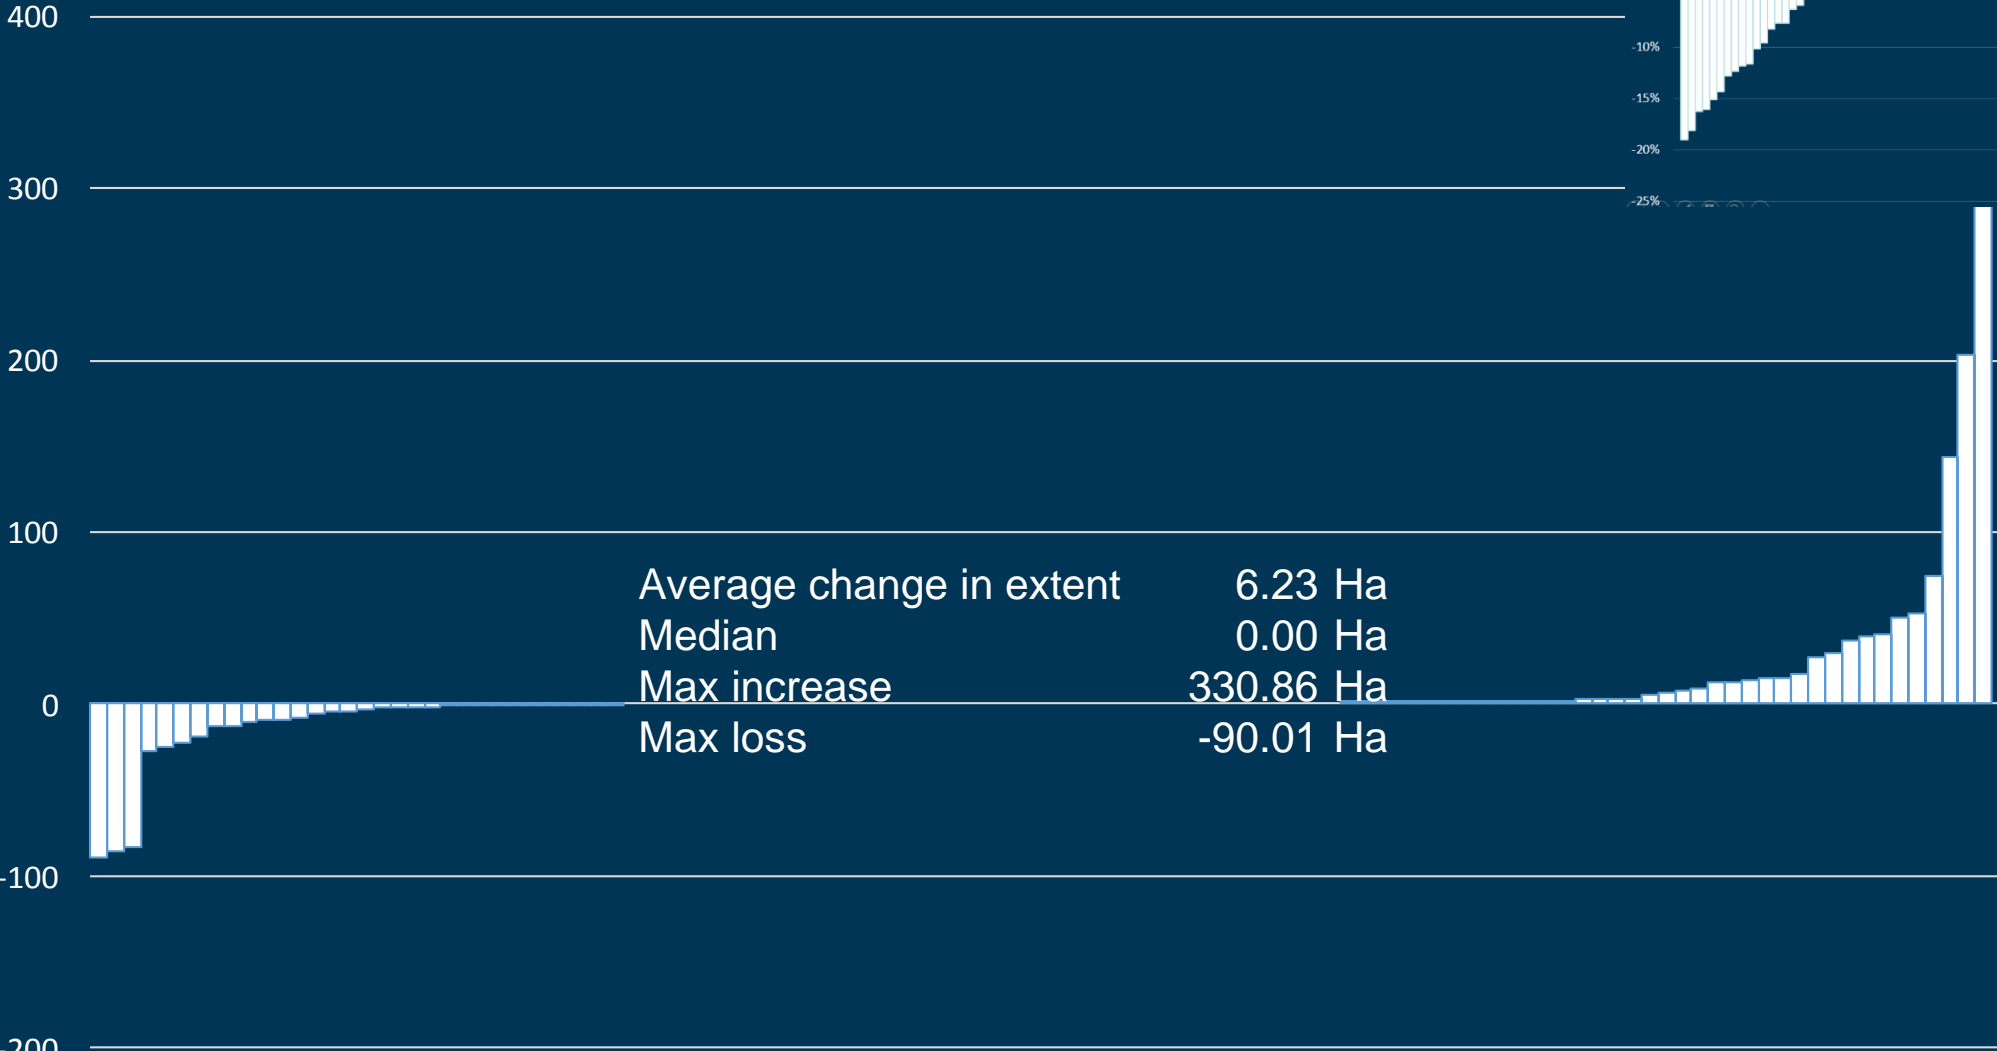 400
300
200
100
0
-100
-200
-10%
-15%
-20%
-25%
Average change in extent 6.23 Ha
Median 0.00 Ha
Max increase 330.86 Ha
Max loss -90.01 Ha